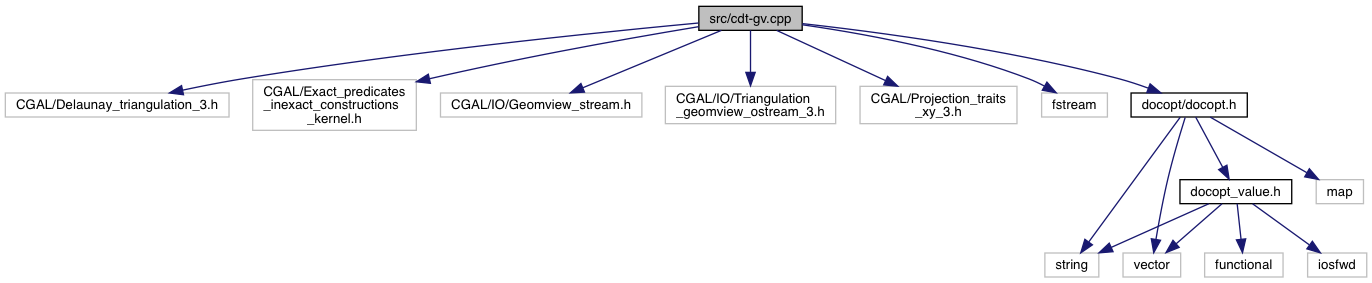 src/cdt-gv.cpp
CGAL/Delaunay_triangulation_3.h
CGAL/Exact_predicates
_inexact_constructions
_kernel.h
CGAL/IO/Geomview_stream.h
CGAL/IO/Triangulation
_geomview_ostream_3.h
CGAL/Projection_traits
_xy_3.h
fstream
docopt/docopt.h
docopt_value.h
map
string
vector
functional
iosfwd